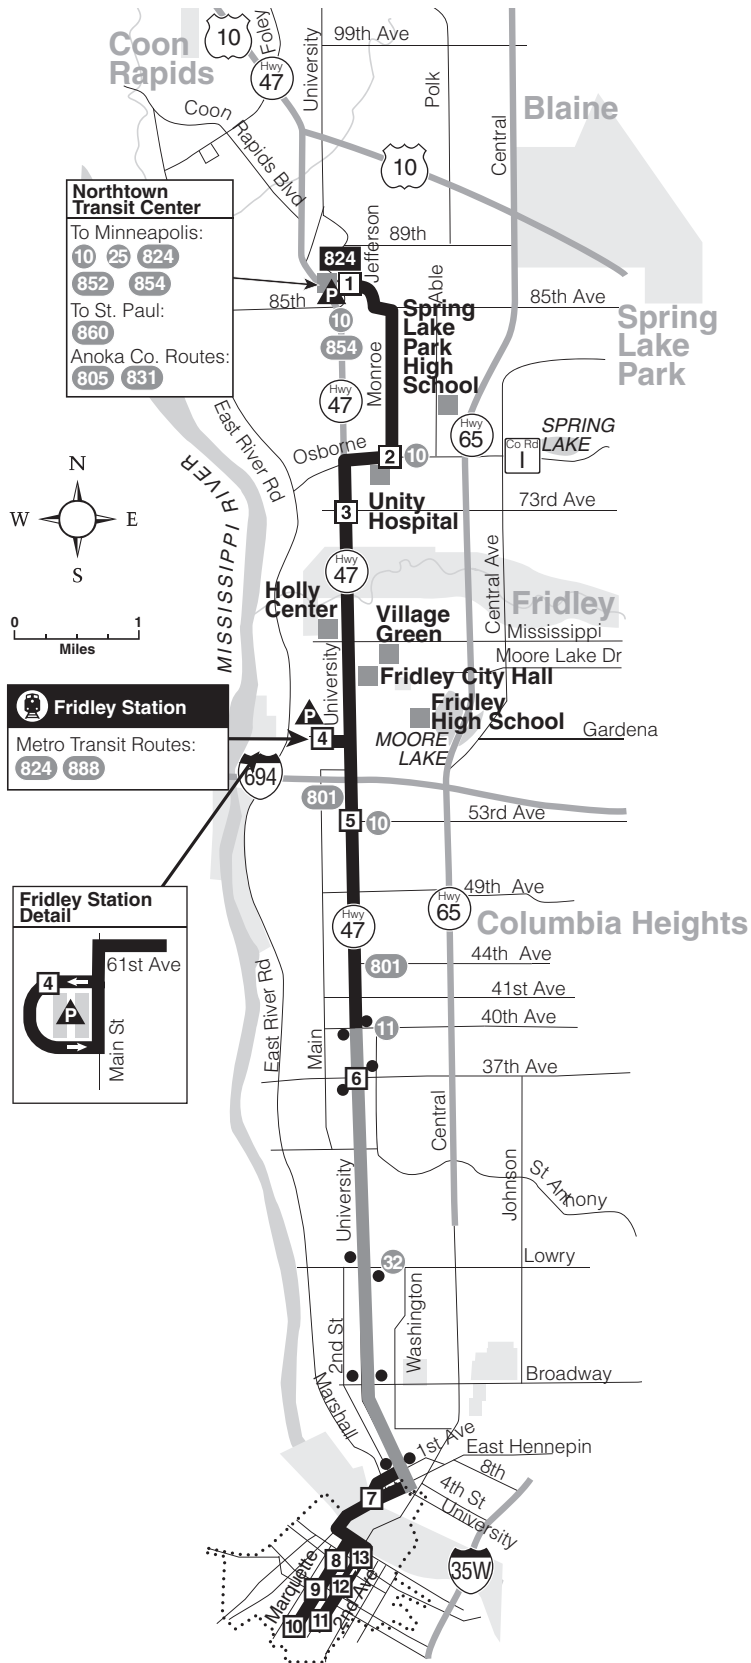 Coon
Rapids
10
Foley
Hwy
47
University
99th Ave
Polk
Central
Blaine
Coon Rapids Blvd
10
Northtown
Transit Center
To Minneapolis:
10 25 824
852 854
To St. Paul:
860
Anoka Co. Routes:
805 831
824
1
P
Jefferson
89th
Able
85th
85th Ave
10
854
Hwy
47
Monroe
Spring
Lake
Park
High
School
Spring
Lake
Park
Hwy
65
East River Rd
Osborne
2
10
Co Rd
I
SPRING
LAKE
MISSISSIPPI RIVER
N
W E
S
3
Unity
Hospital
73rd Ave
Hwy
47
Central Ave
Holly
Center
Village
Green
Fridley
Mississippi
Moore Lake Dr
0 1
Miles
University
Fridley City Hall
Fridley
High School
Fridley Station
Metro Transit Routes:
824 888
P
4
MOORE
LAKE
Gardena
694
801
5
10
53rd Ave
Fridley Station
Detail
61st Ave
4
P
Main St
49th Ave
Hwy
47
Hwy
65
Columbia Heights
801
44th Ave
41st Ave
40th Ave
11
East River Rd
Main
6
37th Ave
Central
University
Johnson
St Anthony
32
Lowry
2nd St
Washington
Broadway
Marshall
1st Ave
East Hennepin
8th
4th St
University
7
35W
8
13
Marquette
9
12
2nd Ave
10
11